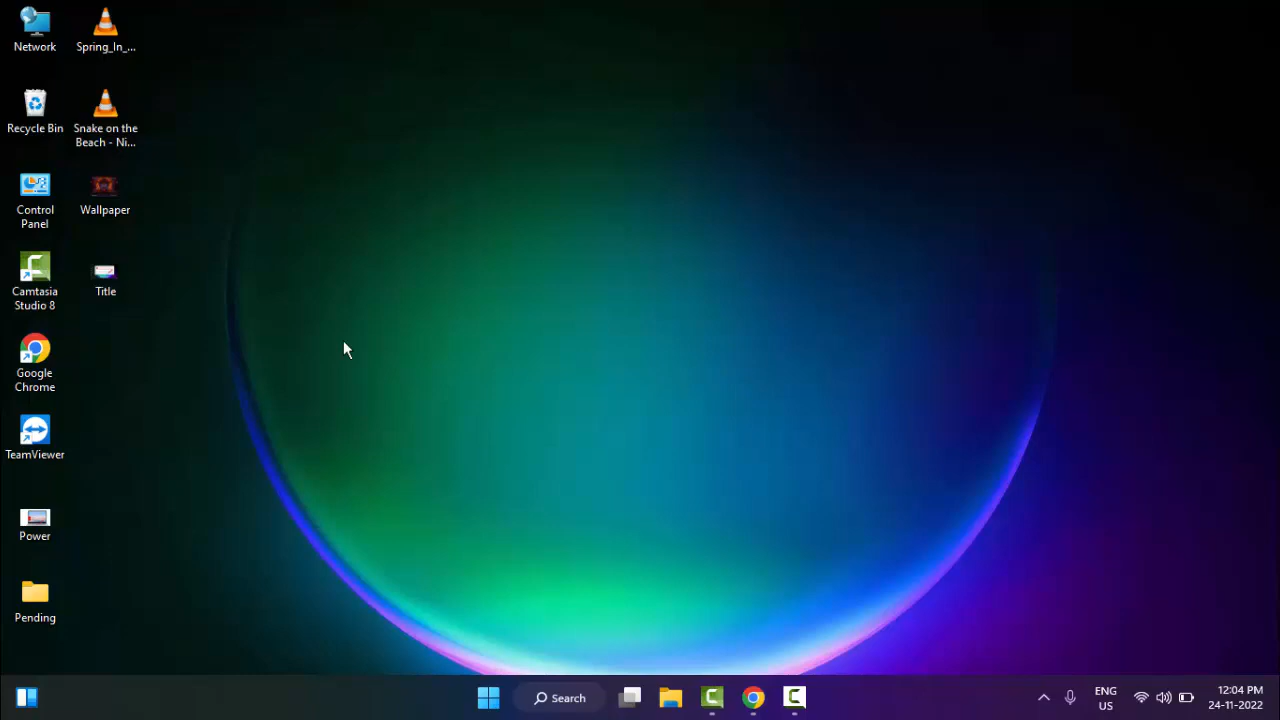 Network
Spring_In_...
Recycle Bin
Snake on the
Beach - Ni...
Control
Panel
Wallpaper
Camtasia
Studio 8
Title
Google
Chrome
TeamViewer
Power
Pending
Search
ENG
US
12:04 PM
24-11-2022